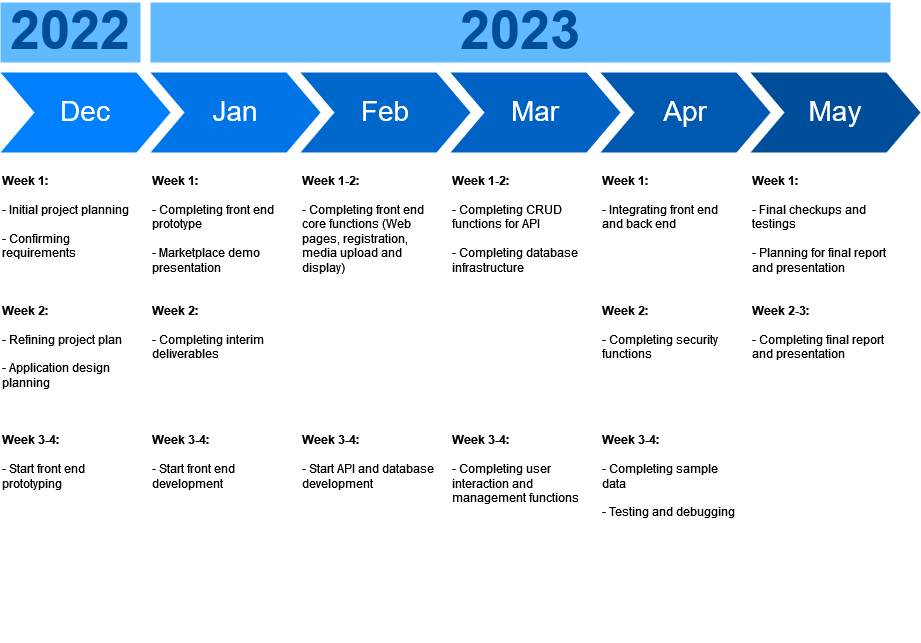 2022
2023
Dec
Jan
Feb
Mar
Apr
May
Week 1:
- Initial project planning
- Confirming
requirements
Week 2:
- Refining project plan
- Application design
planning
Week 3-4:
- Start front end
prototyping
Week 1:
- Completing front end
prototype
- Marketplace demo
presentation
Week 2:
- Completing interim
deliverables
Week 3-4:
- Start front end
development
Week 1-2:
- Completing front end
core functions (Web
pages, registration,
media upload and
display)
Week 3-4:
- Start API and database
development
Week 1-2:
- Completing CRUD
functions for API
- Completing database
infrastructure
Week 3-4:
- Completing user
interaction and
management functions
Week 1:
- Integrating front end
and back end
Week 2:
- Completing security
functions
Week 3-4:
- Completing sample
data
- Testing and debugging
Week 1:
- Final checkups and
testings
- Planning for final report
and presentation
Week 2-3:
- Completing final report
and presentation